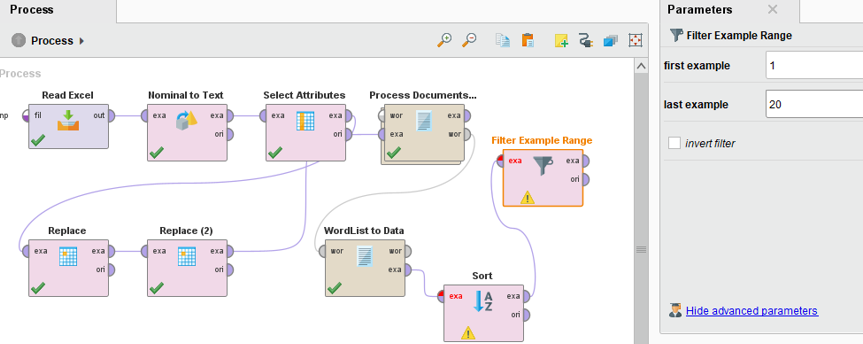 Process
Parameters
Process
Filter Example Range
first example
1
last example
20
invert filter
Hide advanced parameters
Process
Read Excel
Nominal to Text
Select Attributes
Process Documents...
np
fil
out
exa
exa
ori
exa
exa
ori
wor
exa
exa
wor
Filter Example Range
exa
exa
ori
Replace
Replace (2)
WordList to Data
exa
exa
ori
exa
exa
ori
wor
wor
exa
Sort
exa
exa
ori
A
Z